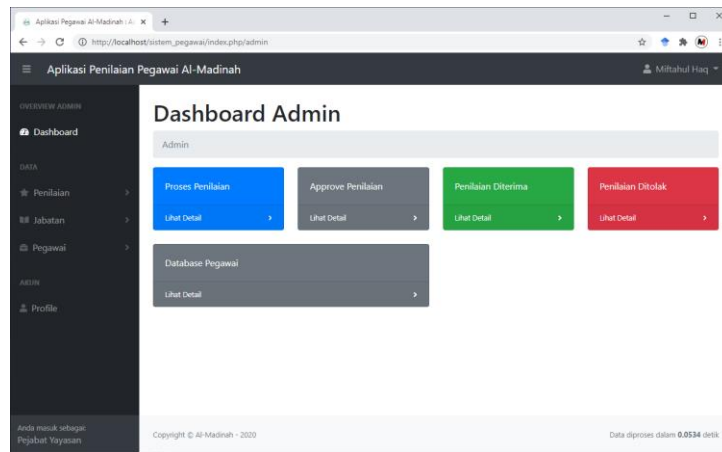 Aplikasi Pegawai Al-Madinah | A
http://localhost/sistem_pegawai/index.php/admin
Aplikasi Penilaian Pegawai Al-Madinah
Miftahul Haq
OVERVIEW ADMIN
Dashboard
DATA
Penilaian
Jabatan
Pegawai
AKUN
Profile
Anda masuk sebagai:
Pejabat Yayasan
Dashboard Admin
Admin
Proses Penilaian
Lihat Detail
Approve Penilaian
Lihat Detail
Penilaian Diterima
Lihat Detail
Penilaian Ditolak
Lihat Detail
Database Pegawai
Lihat Detail
Copyright © Al-Madinah - 2020
Data diproses dalam 0.0534 detik